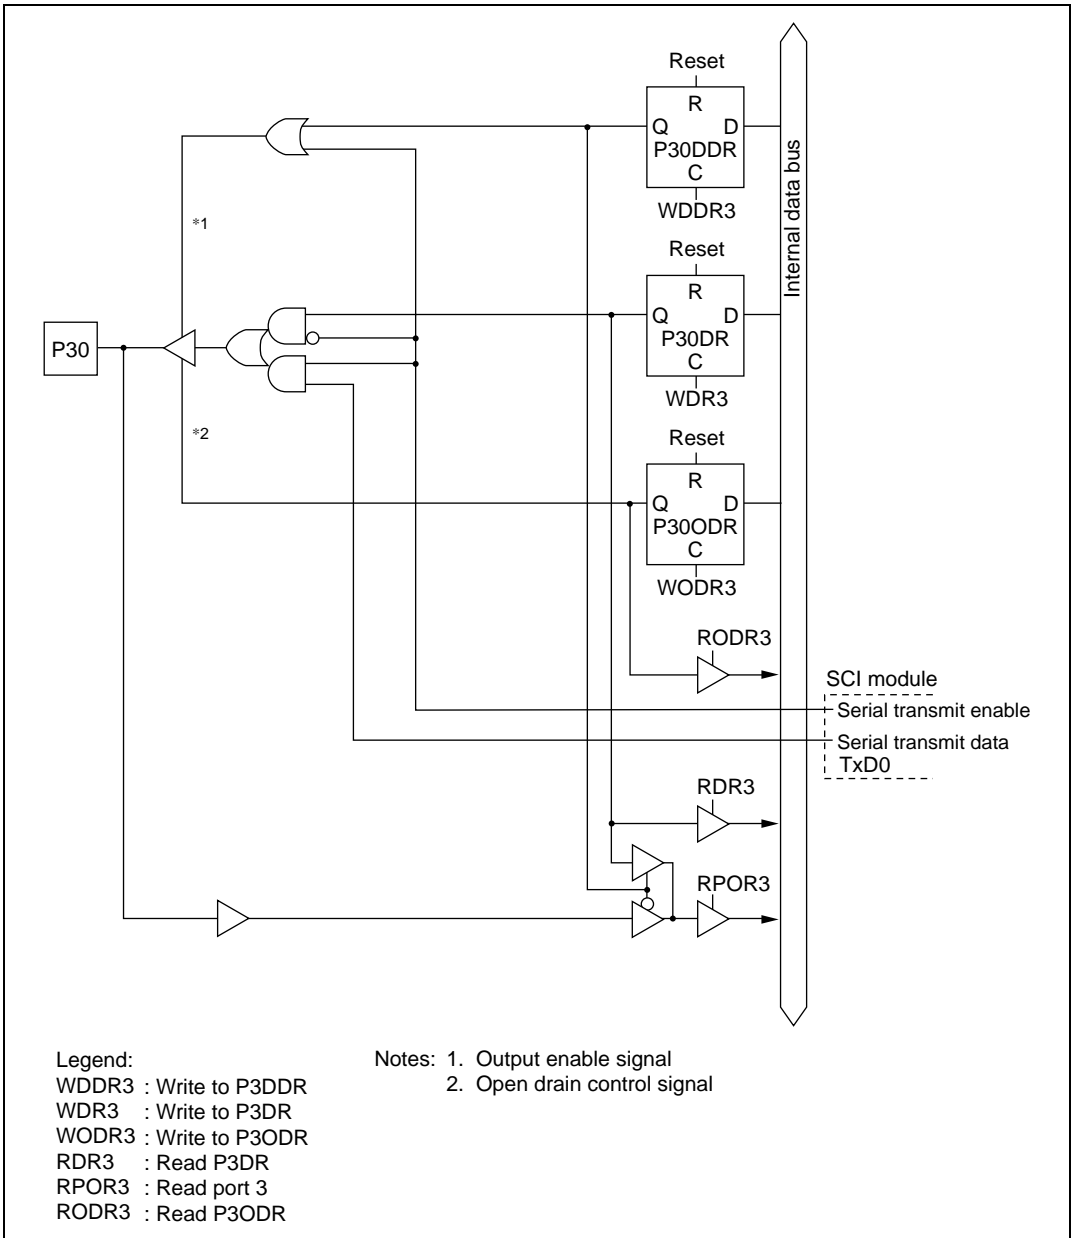 Reset
R
Q D
P30DDR
C
WDDR3
Internal data bus
*1
Reset
R
Q D
P30DR
C
WDR3
P30
*2
Reset
R
Q D
P30ODR
C
WODR3
RODR3
SCI module
Serial transmit enable
Serial transmit data
TxD0
RDR3
RPOR3
Legend:
WDDR3 : Write to P3DDR
WDR3 : Write to P3DR
WODR3 : Write to P3ODR
RDR3 : Read P3DR
RPOR3 : Read port 3
RODR3 : Read P3ODR
Notes: 1. Output enable signal
2. Open drain control signal